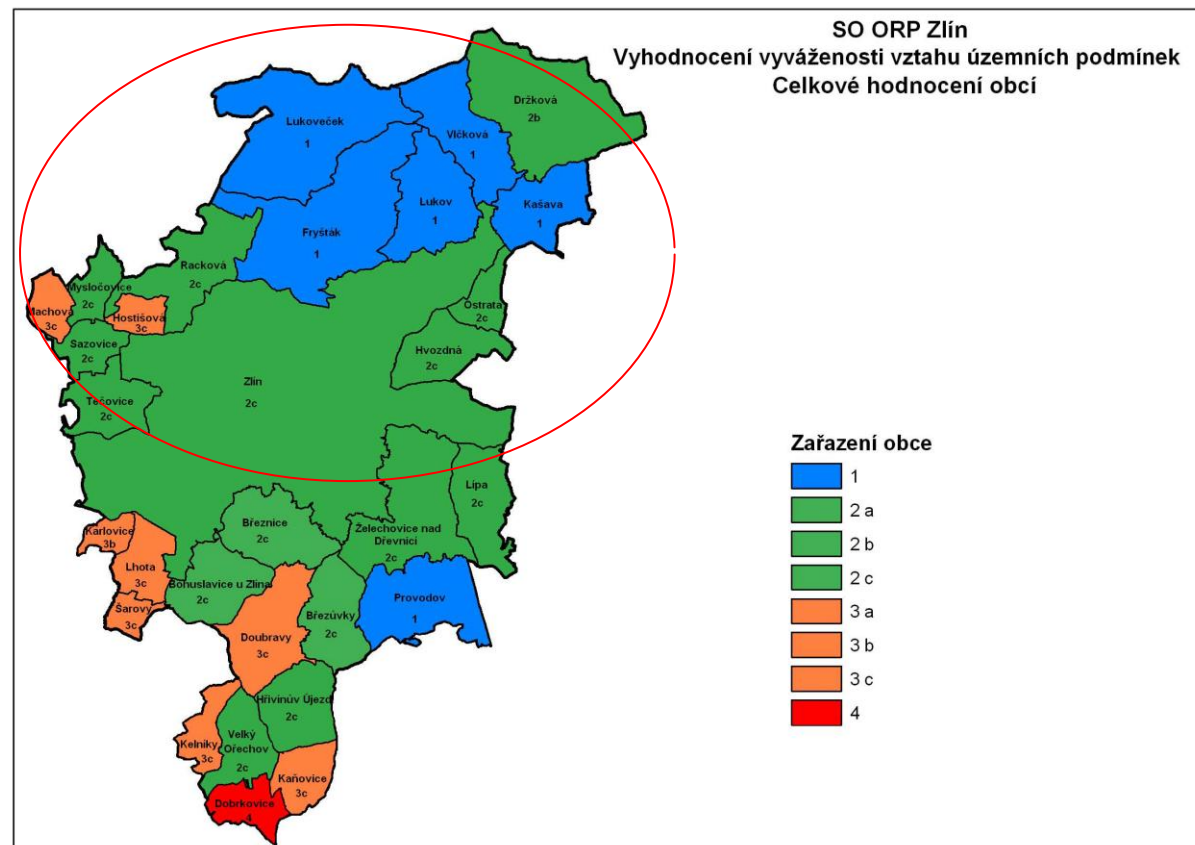 SO ORP Zlín
Vyhodnocení vyváženosti vztahu územních podmínek
Celkové hodnocení obcí
Držková
2b
Lukoveček
1
Vlčková
1
Lukov
1
Kašava
1
Fryšták
1
Racková
2c
Mysločovice
2c
Machová
3c
Hostišová
3c
Ostrata
2c
Sazovice
2c
Hvozdná
2c
Zlín
2c
Tečovice
2c
Lípa
2c
Březnice
2c
Želechovice nad
Dřevnicí
2c
Karlovice
3b
Lhota
3c
Bohuslavice u Zlína
2c
Šarovy
3c
Provodov
1
Březůvky
2c
Doubravy
3c
Hřivínův Újezd
2c
Velký
Ořechov
2c
Kelníky
3c
Kaňovice
3c
Dobrkovice
4
Zařazení obce
1
2 a
2 b
2 c
3 a
3 b
3 c
4